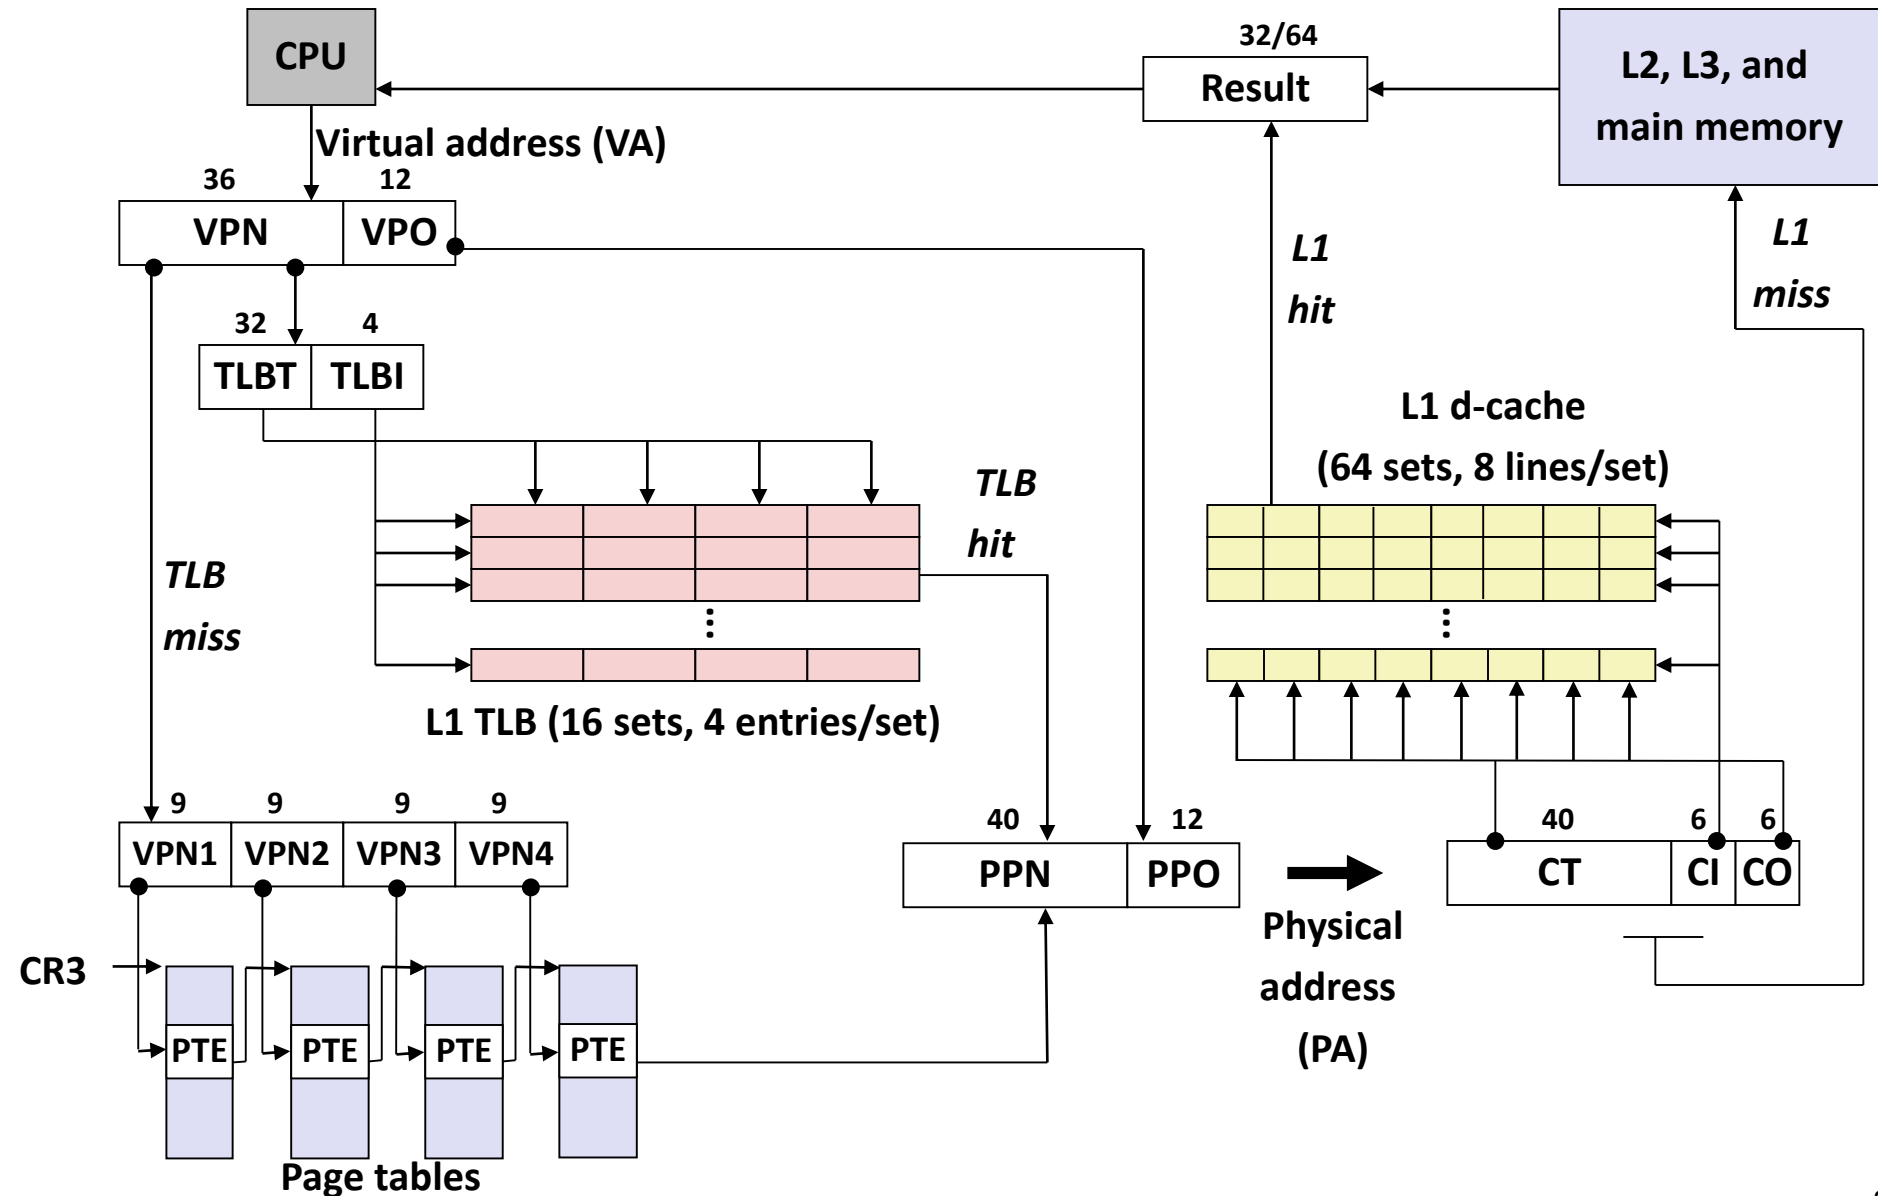 CPU
32/64
Result
L2, L3, and
main memory
Virtual address (VA)
36 12
VPN VPO
L1
hit
L1
miss
32 4
TLBT TLBI
L1 d-cache
(64 sets, 8 lines/set)
TLB
hit
TLB
miss
...
...
L1 TLB (16 sets, 4 entries/set)
9 9 9 9
VPN1 VPN2 VPN3 VPN4
40 12
PPN PPO
40 6 6
CT CI CO
Physical
address
(PA)
CR3
PTE PTE PTE PTE
Page tables